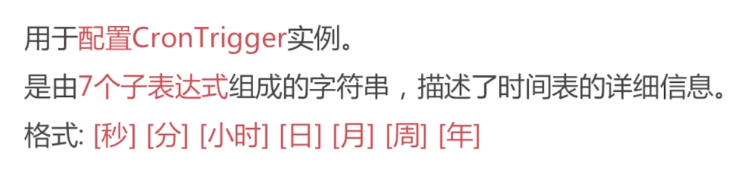 用于配置CronTrigger实例。
是由7个子表达式组成的字符串，描述了时间表的详细信息。
格式: [秒] [分] [小时] [日] [月] [周] [年]